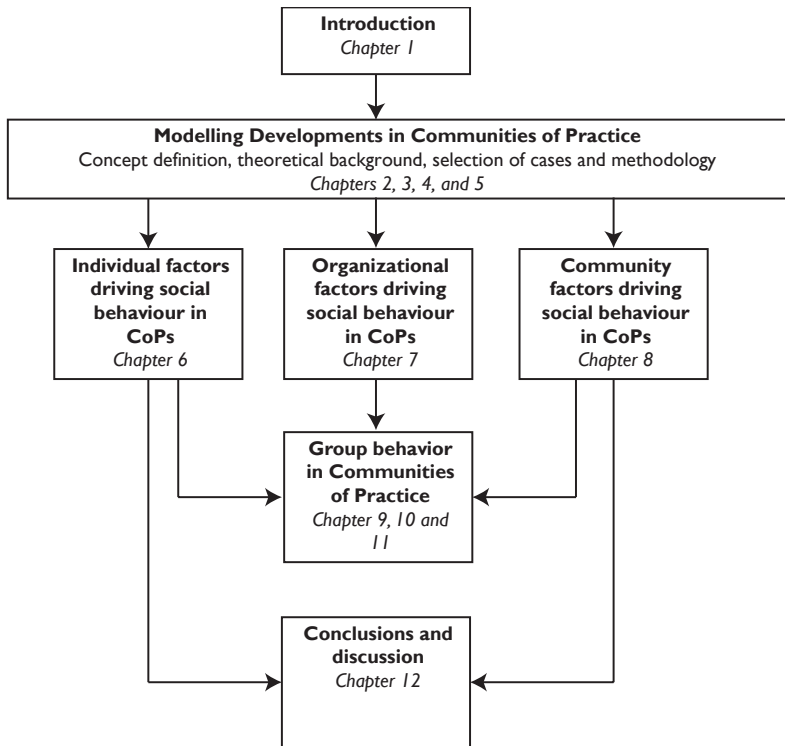 Introduction
Chapter 1
Modelling Developments in Communities of Practice
Concept definition, theoretical background, selection of cases and methodology
Chapters 2, 3, 4, and 5
Individual factors
driving social
behaviour in
CoPs
Chapter 6
Organizational
factors driving
social behaviour
in CoPs
Chapter 7
Community
factors driving
social behaviour
in CoPs
Chapter 8
Group behavior
in Communities
of Practice
Chapter 9, 10 and
11
Conclusions and
discussion
Chapter 12